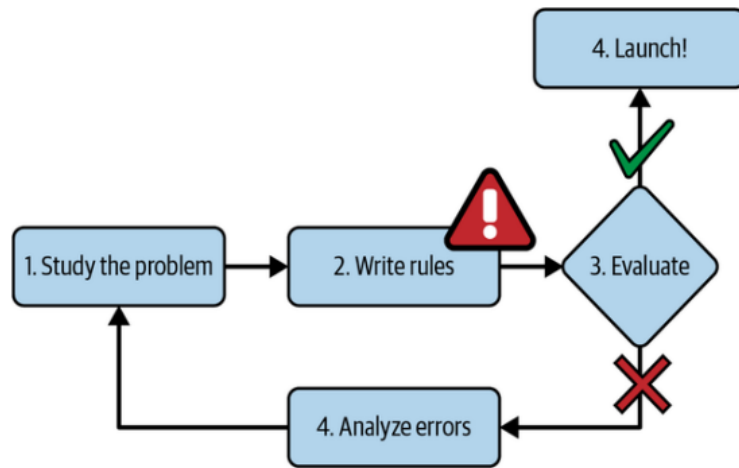 4. Launch!
1. Study the problem
2. Write rules
3. Evaluate
4. Analyze errors